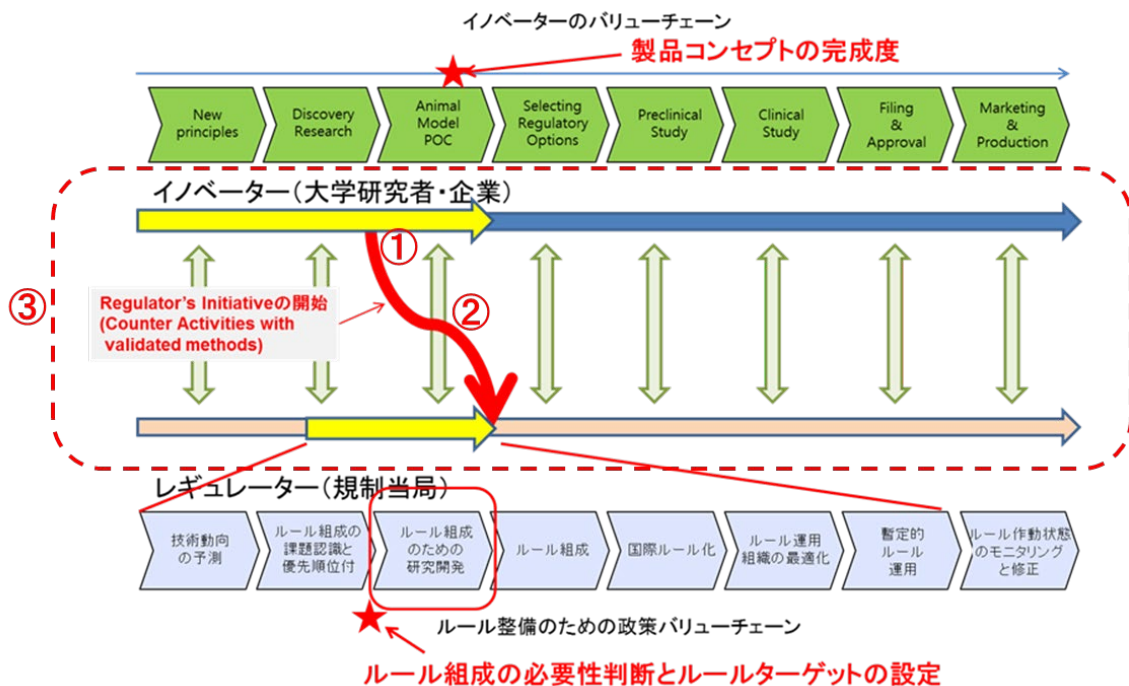 イノベーターのバリューチェーン
製品コンセプトの完成度
New
principles
Discovery
Research
Animal
Model
POC
Selecting
Regulatory
Options
Preclinical
Study
Clinical
Study
Filing
&
Approval
Marketing
&
Production
イノベーター(大学研究者・企業)
①
②
③
Regulator's Initiativeの開始
(Counter Activities with
validated methods)
レギュレーター(規制当局)
技術動向
の予測
ルール組成の
課題認識と
優先順位付
ルール組成
のための
研究開発
ルール組成
国際ルール化
ルール運用
組織の最適化
暫定的
ルール
運用
ルール作動状態
のモニタリング
と修正
ルール整備のための政策バリューチェーン
ルール組成の必要性判断とルールターゲットの設定